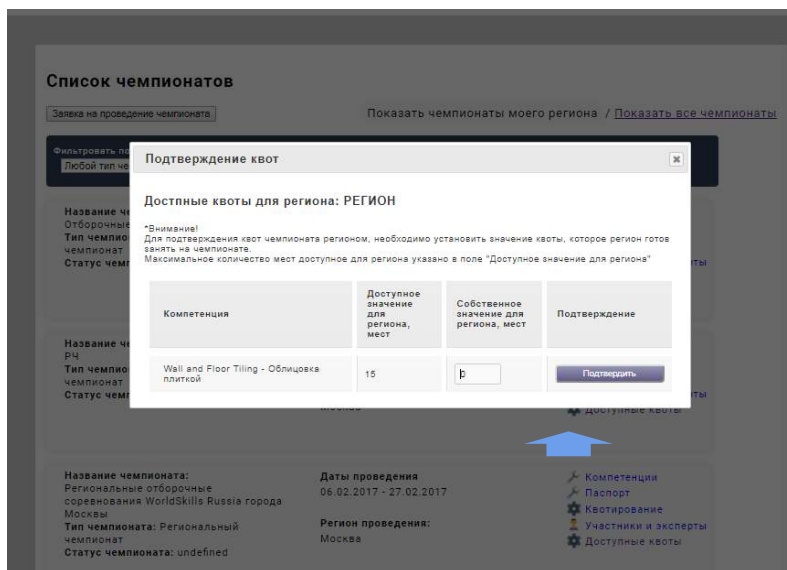 Список чемпионатов
Заявка на проведение чемпионата
Показать чемпионаты моего региона / Показать все чемпионаты
Фильтровать по
Любой тип че
Подтверждение квот
Достпные квоты для региона: РЕГИОН
*Внимание!
Для подтверждения квот чемпионата регионом, необходимо установить значение квоты, которое регион готов
занять на чемпионате.
Максимальное количество мест доступное для региона указано в поле "Доступное значение для региона"
Компетенция
Доступное
значение
для
региона,
мест
Собственное
значение для
региона, мест
Подтверждение
Wall and Floor Tiling - Облицовка
плиткой
15
0
Подтвердить
Название че
Отборочные
Тип чемпио
чемпионат
Статус чемп
ты
Название че
РЧ
Тип чемпио
чемпионат
Статус чемп
ты
Москва
Доступные квоты
Название чемпионата:
Региональные отборочные
соревнования WorldSkills Russia города
Москвы
Тип чемпионата: Региональный
чемпионат
Статус чемпионата: undefined
Даты проведения
06.02.2017 - 27.02.2017
Регион проведения:
Москва
Компетенции
Паспорт
Квотирование
Участники и эксперты
Доступные квоты